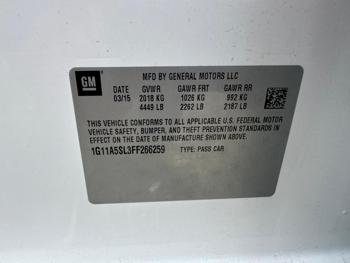 GM
MFD BY GENERAL MOTORS LLC
DATE GVWR GAWR FRT GAWR RR
03/15 2018 KG 1026 KG 992 KG
4449 LB 2262 LB 2187 LB
THIS VEHICLE CONFORMS TO ALL APPLICABLE U.S. FEDERAL MOTOR
VEHICLE SAFETY, BUMPER, AND THEFT PREVENTION STANDARDS IN
EFFECT ON THE DATE OF MANUFACTURE SHOWN ABOVE.
1G11A5SL3FF266259 TYPE: PASS CAR